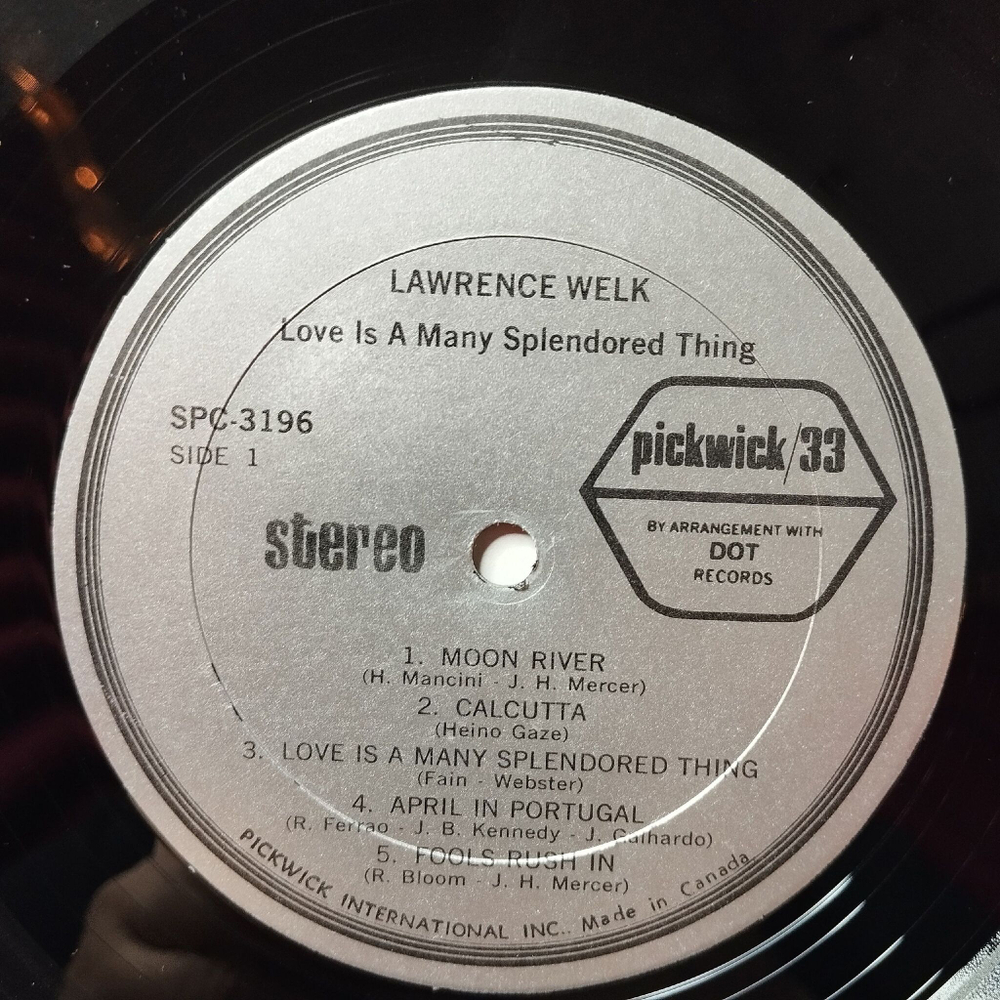 LAWRENCE WELK
Love Is A Many Splendored Thing
SPC-3196
SIDE 1
pickwick/33
BY ARRANGEMENT WITH
DOT
RECORDS
stereo
1. MOON RIVER
(H. Mancini - J. H. Mercer)
2. CALCUTTA
(Heino Gaze)
3. LOVE IS A MANY SPLENDORED THING
(Fain - Webster)
4. APRIL IN PORTUGAL
(R. Ferrao - J. B. Kennedy - J. Galhardo)
5. FOOLS RUSH IN
(R. Bloom - J. H. Mercer)
PICKWICK INTERNATIONAL INC.. Made in Canada